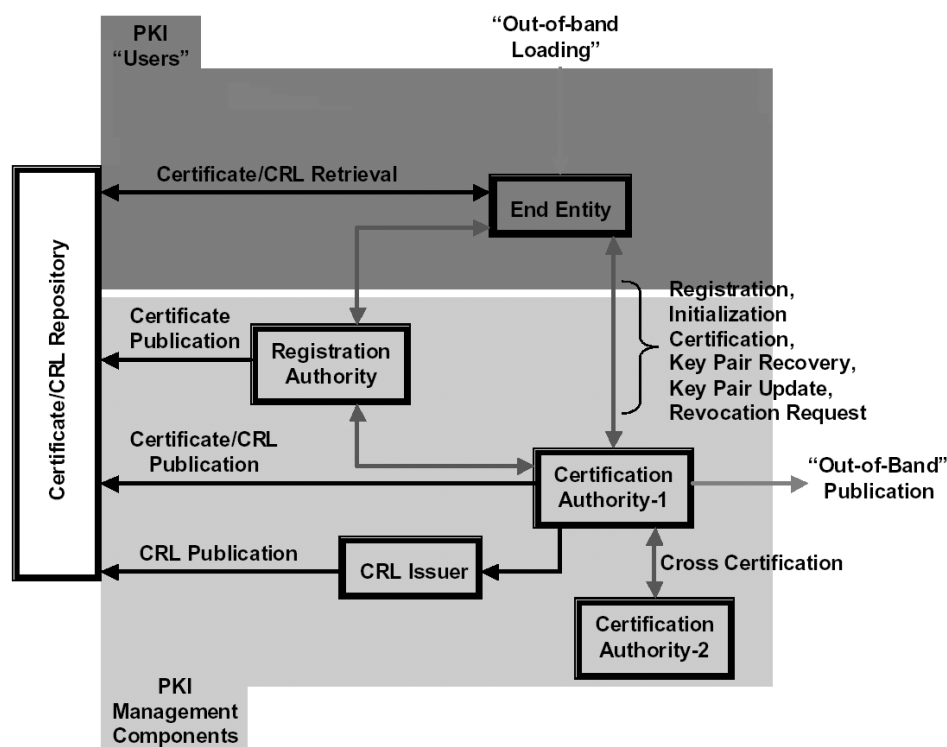 PKI
“Users”
“Out-of-band
Loading”
Certificate/CRL Retrieval
End Entity
Certificate/CRL Repository
Registration,
Initialization
Certification,
Key Pair Recovery,
Key Pair Update,
Revocation Request
Certificate
Publication
Registration
Authority
Certificate/CRL
Publication
Certification
Authority-1
“Out-of-Band”
Publication
CRL Publication
CRL Issuer
Cross Certification
Certification
Authority-2
PKI
Management
Components